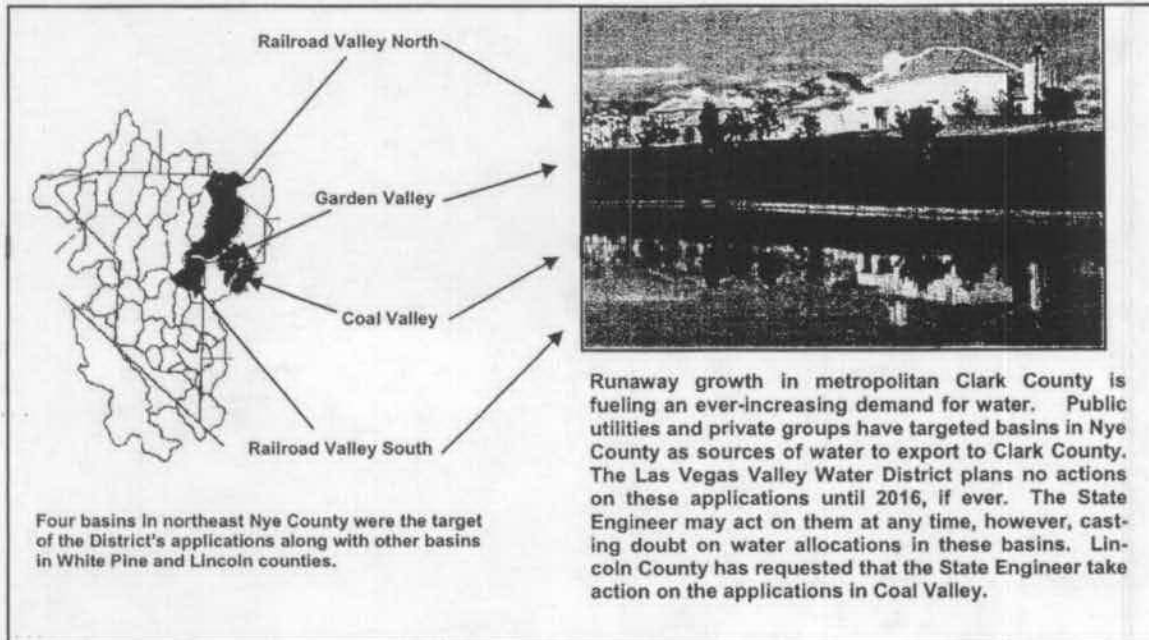 Railroad Valley North
Garden Valley
Coal Valley
Railroad Valley South
Four basins in northeast Nye County were the target
of the District's applications along with other basins
in White Pine and Lincoln counties.
Runaway growth in metropolitan Clark County is
fueling an ever-increasing demand for water. Public
utilities and private groups have targeted basins in Nye
County as sources of water to export to Clark County.
The Las Vegas Valley Water District plans no actions
on these applications until 2016, if ever. The State
Engineer may act on them at any time, however, cast-
ing doubt on water allocations in these basins. Lin-
coln County has requested that the State Engineer take
action on the applications in Coal Valley.